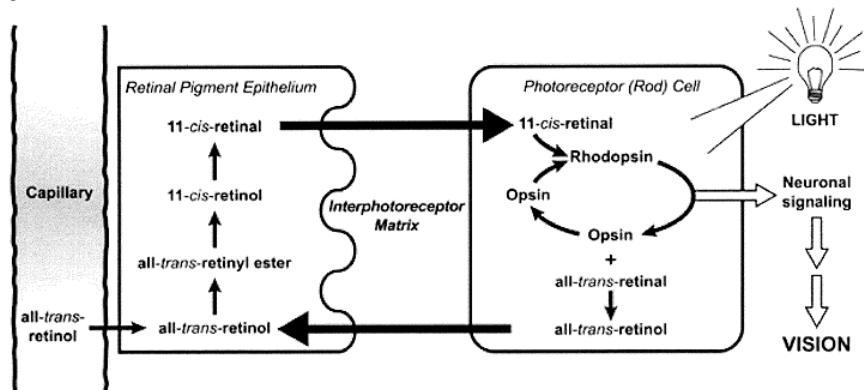 Retinal Pigment Epithelium
Photoreceptor (Rod) Cell
LIGHT
11-cis-retinal
11-cis-retinal
Rhodopsin
Capillary
11-cis-retinol
Interphotoreceptor
Matrix
Opsin
Neuronal
signaling
Opsin
+
all-trans-retinyl ester
all-trans-retinal
all-trans-
retinol
all-trans-retinol
all-trans-retinol
VISION